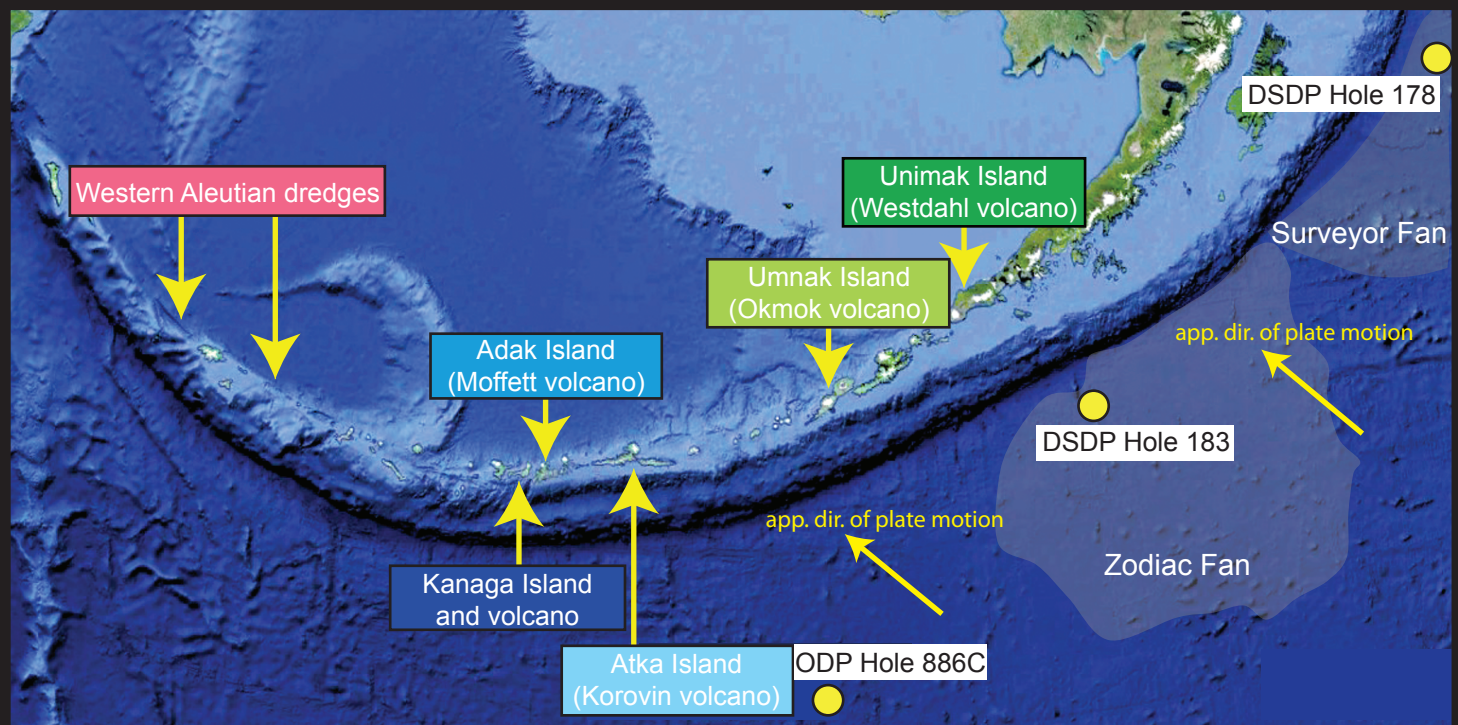 DSDP Hole 178
Western Aleutian dredges
Unimak Island
(Westdahl volcano)
Surveyor Fan
Umnak Island
(Okmok volcano)
app. dir. of plate motion
Adak Island
(Moffett volcano)
DSDP Hole 183
app. dir. of plate motion
Zodiac Fan
Kanaga Island
and volcano
Atka Island
(Korovin volcano)
ODP Hole 886C